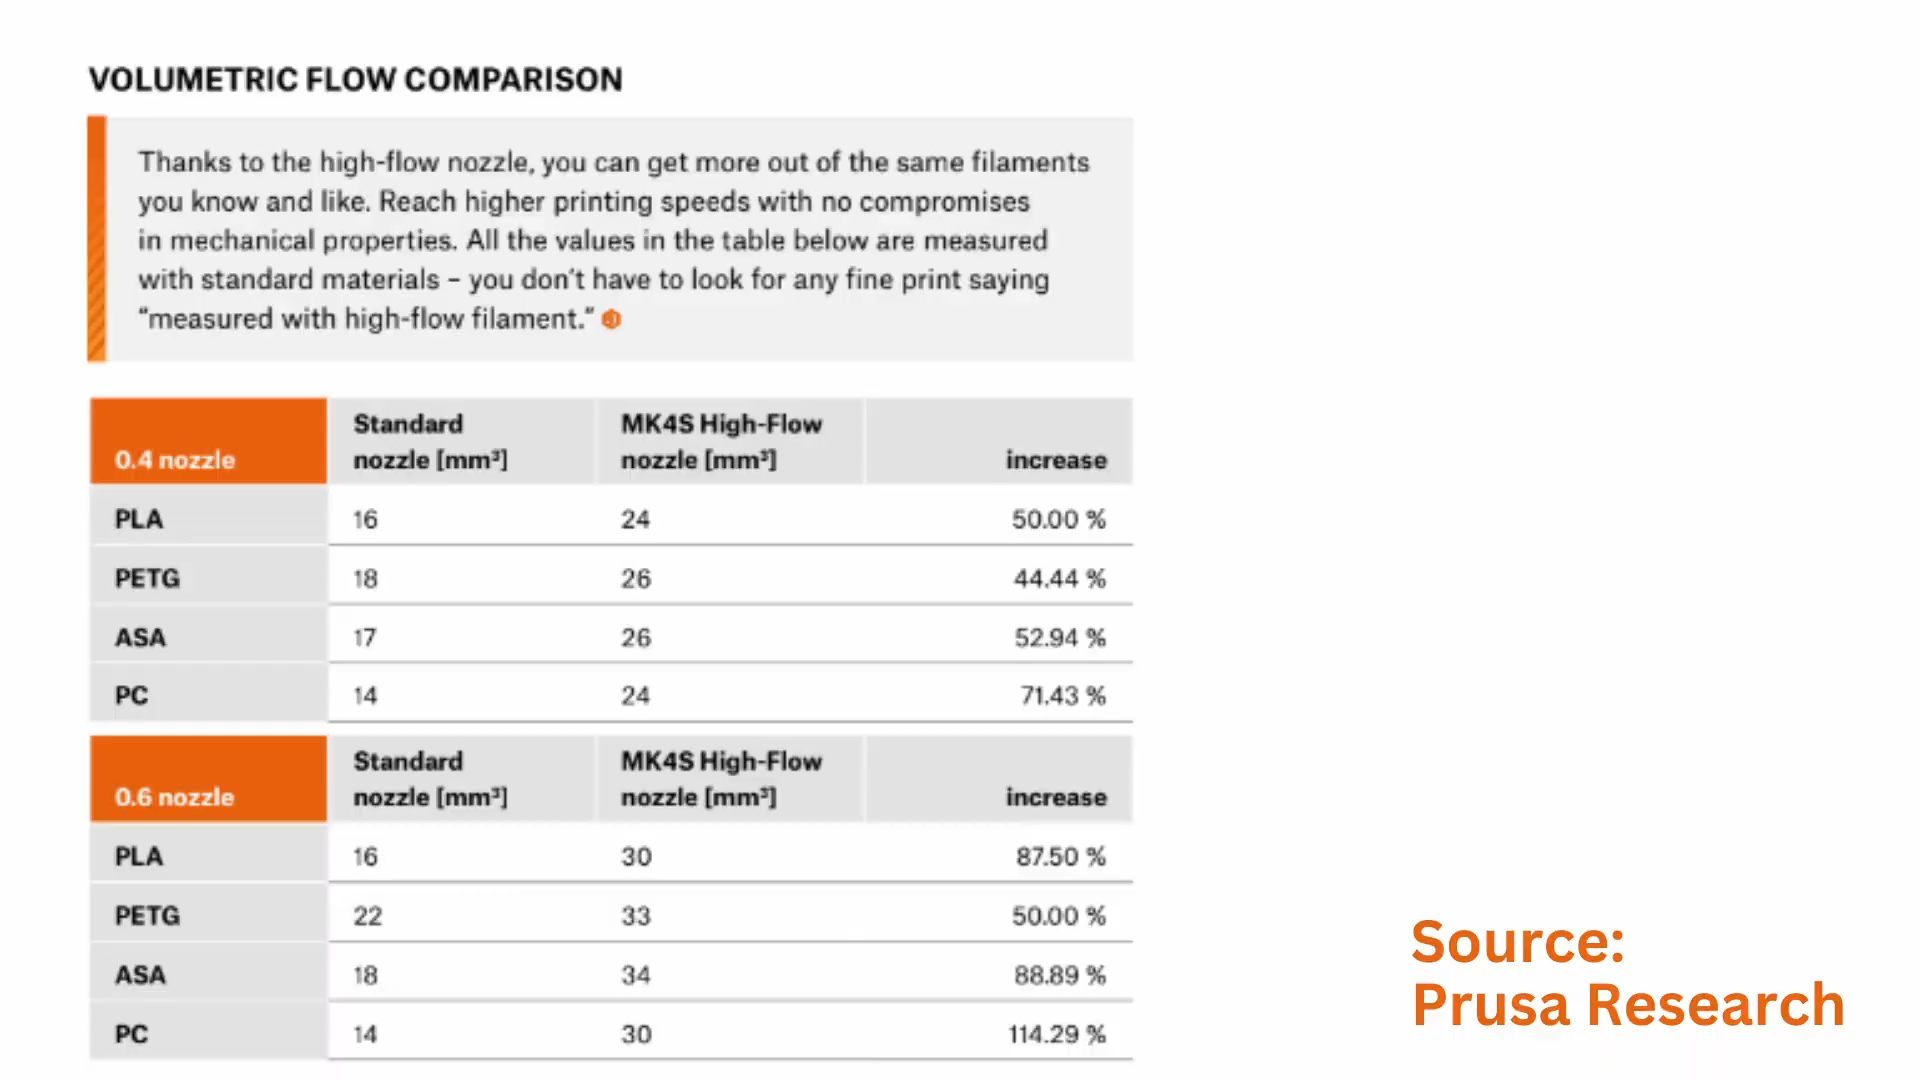 VOLUMETRIC FLOW COMPARISON
Thanks to the high-flow nozzle, you can get more out of the same filaments
you know and like. Reach higher printing speeds with no compromises
in mechanical properties. All the values in the table below are measured
with standard materials – you don’t have to look for any fine print saying
“measured with high-flow filament.”
0.4 nozzle Standard nozzle [mm³] MK4S High-Flow nozzle [mm³] increase
PLA 16 24 50.00 %
PETG 18 26 44.44 %
ASA 17 26 52.94 %
PC 14 24 71.43 %
0.6 nozzle Standard nozzle [mm³] MK4S High-Flow nozzle [mm³] increase
PLA 16 30 87.50 %
PETG 22 33 50.00 %
ASA 18 34 88.89 %
PC 14 30 114.29 %
Source:
Prusa Research